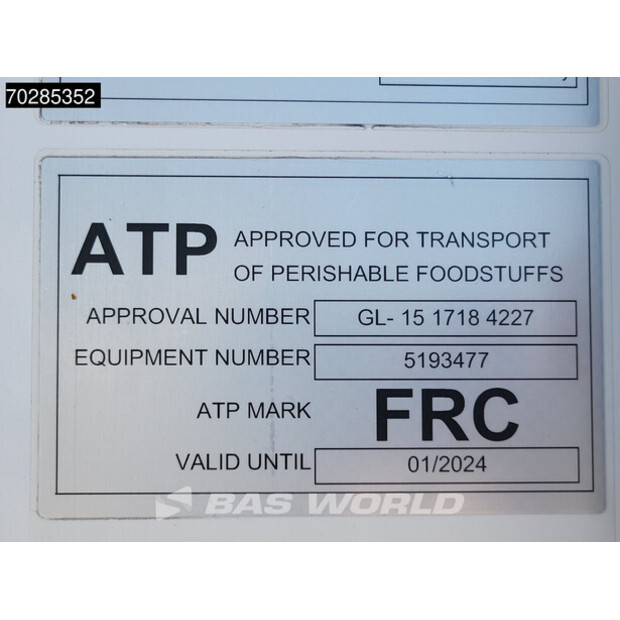 70285352
ATP APPROVED FOR TRANSPORT
OF PERISHABLE FOODSTUFFS
APPROVAL NUMBER GL- 15 1718 4227
EQUIPMENT NUMBER 5193477
ATP MARK FRC
VALID UNTIL 01/2024
BAS WORLD